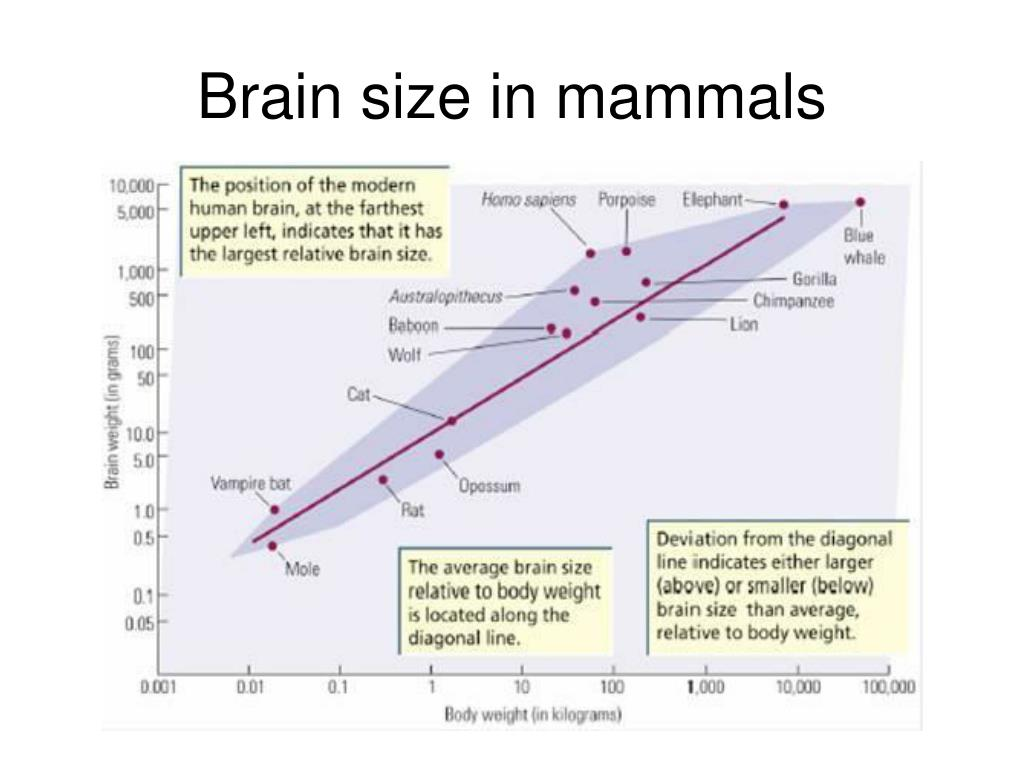 Brain size in mammals
The position of the modern
human brain, at the farthest
upper left, indicates that it has
the largest relative brain size.
10,000
5,000
1,000
500
100
50
10.0
5.0
1.0
0.5
0.1
0.05
Brain weight (in grams)
Homo sapiens
Porpoise
Elephant
Blue
whale
Gorilla
Chimpanzee
Lion
Australopithecus
Baboon
Wolf
Cat
Vampire bat
Opossum
Rat
Mole
The average brain size
relative to body weight
is located along the
diagonal line.
Deviation from the diagonal
line indicates either larger
(above) or smaller (below)
brain size than average,
relative to body weight.
0.001
0.01
0.1
1
10
100
1,000
10,000
100,000
Body weight (in kilograms)